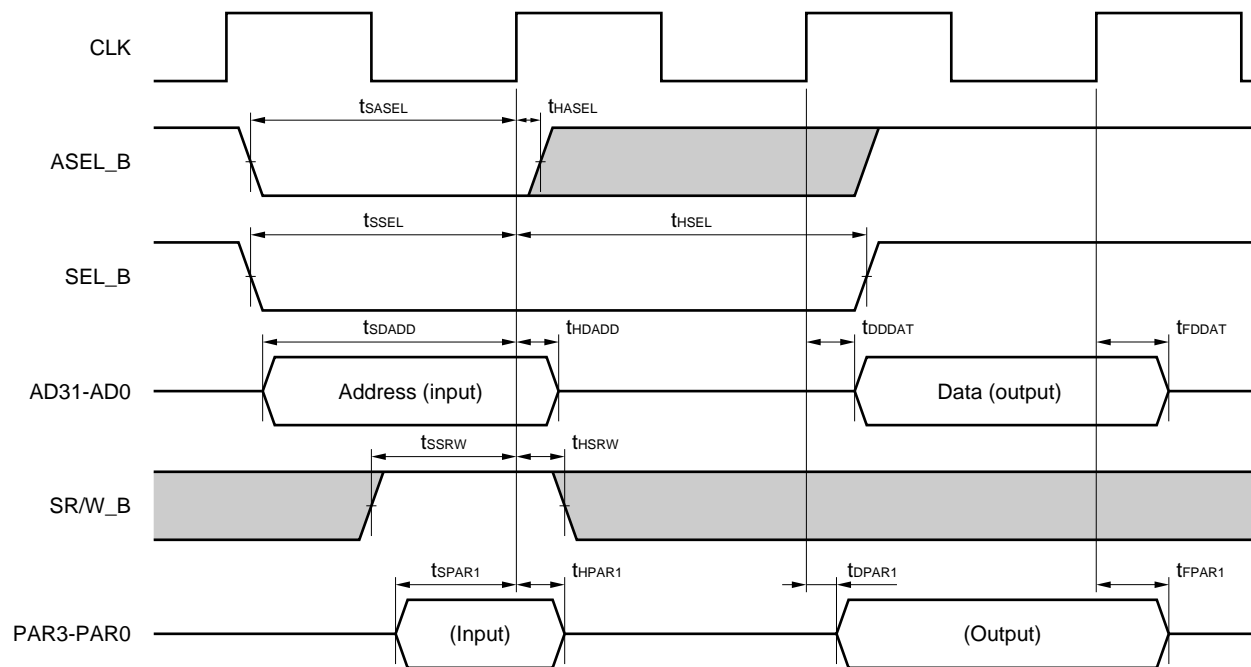 CLK
tSASEL
tHASEL
ASEL_B
tSSEL
tHSEL
SEL_B
tSDADD
tHDADD
tDDDAT
tFDDAT
AD31-AD0
Address (input)
Data (output)
tSSRW
tHSRW
SR/W_B
tSPAR1
tHPAR1
tDPAR1
tFPAR1
PAR3-PAR0
(Input)
(Output)